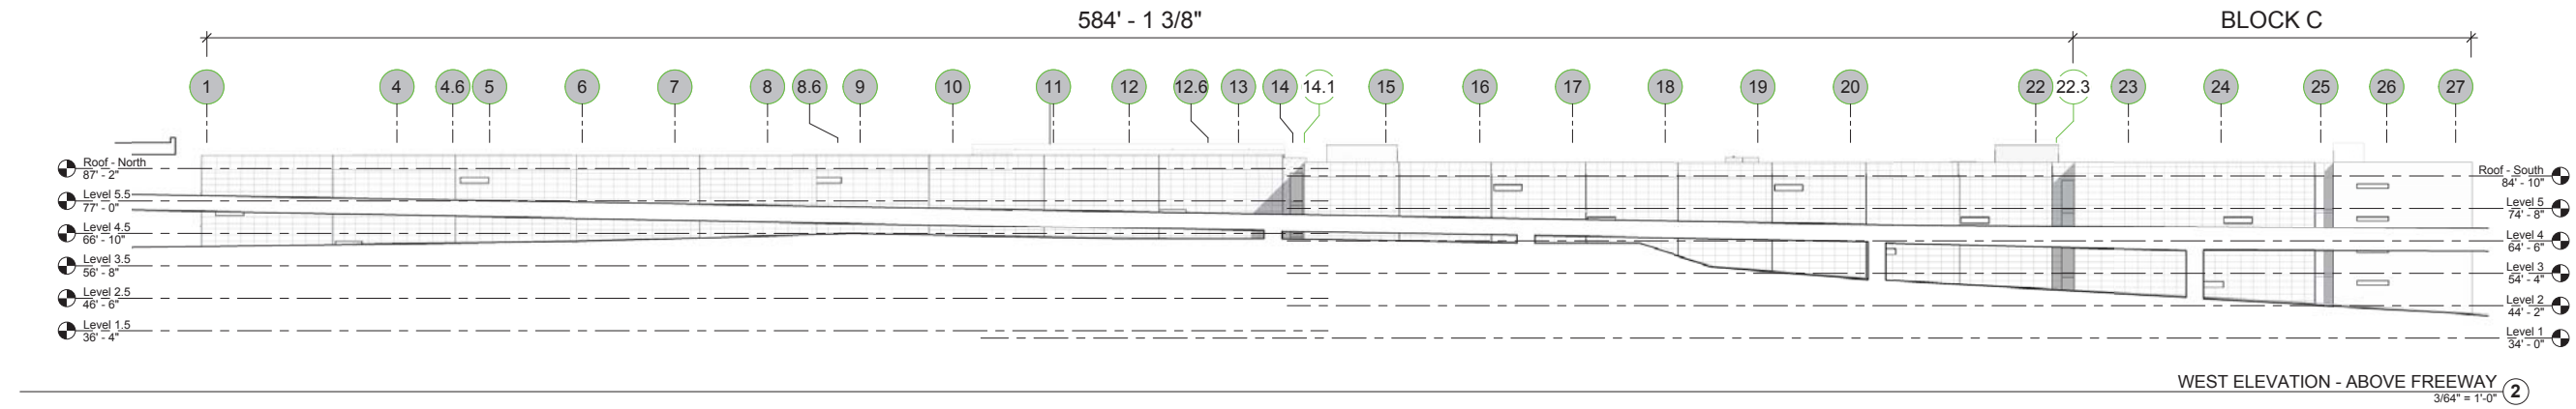 584' - 1 3/8" BLOCK C
1 4 4.6 5 6 7 8 8.6 9 10 11 12 12.6 13 14 14.1 15 16 17 18 19 20 22 22.3 23 24 25 26 27
Roof - North
87' - 2"
Level 5.5
77' - 0"
Level 4.5
66' - 10"
Level 3.5
56' - 8"
Level 2.5
46' - 6"
Level 1.5
36' - 4"
Roof - South
84' - 10"
Level 5
74' - 8"
Level 4
64' - 6"
Level 3
54' - 4"
Level 2
44' - 2"
Level 1
34' - 0"
WEST ELEVATION - ABOVE FREEWAY 2
3/64" = 1'-0"